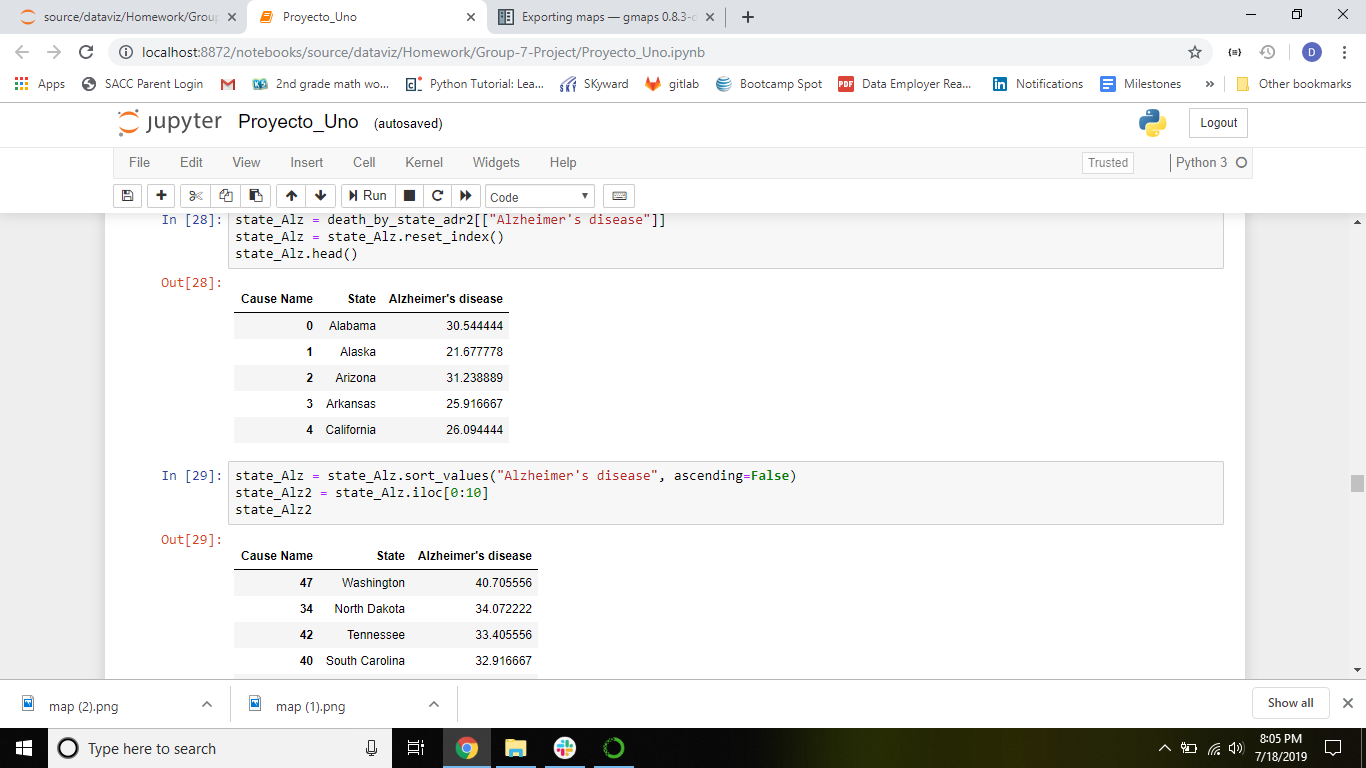 source/dataviz/Homework/Grou
Proyecto_Uno
Exporting maps — gmaps 0.8.3-d
localhost:8872/notebooks/source/dataviz/Homework/Group-7-Project/Proyecto_Uno.ipynb
D
Apps
SACC Parent Login
2nd grade math wo...
Python Tutorial: Lea...
SKyward
gitlab
Bootcamp Spot
PDF
Data Employer Rea...
Notifications
Milestones
»
Other bookmarks
jupyter Proyecto_Uno (autosaved)
Logout
File Edit View Insert Cell Kernel Widgets Help
Trusted
Python 3
Run
Code
In [28]: state_Alz = death_by_state_adr2[["Alzheimer's disease"]]
state_Alz = state_Alz.reset_index()
state_Alz.head()
Out[28]:
Cause Name State Alzheimer's disease
0 Alabama 30.544444
1 Alaska 21.677778
2 Arizona 31.238889
3 Arkansas 25.916667
4 California 26.094444
In [29]: state_Alz = state_Alz.sort_values("Alzheimer's disease", ascending=False)
state_Alz2 = state_Alz.iloc[0:10]
state_Alz2
Out[29]:
Cause Name State Alzheimer's disease
47 Washington 40.705556
34 North Dakota 34.072222
42 Tennessee 33.405556
40 South Carolina 32.916667
map (2).png
map (1).png
Show all
Type here to search
8:05 PM
7/18/2019